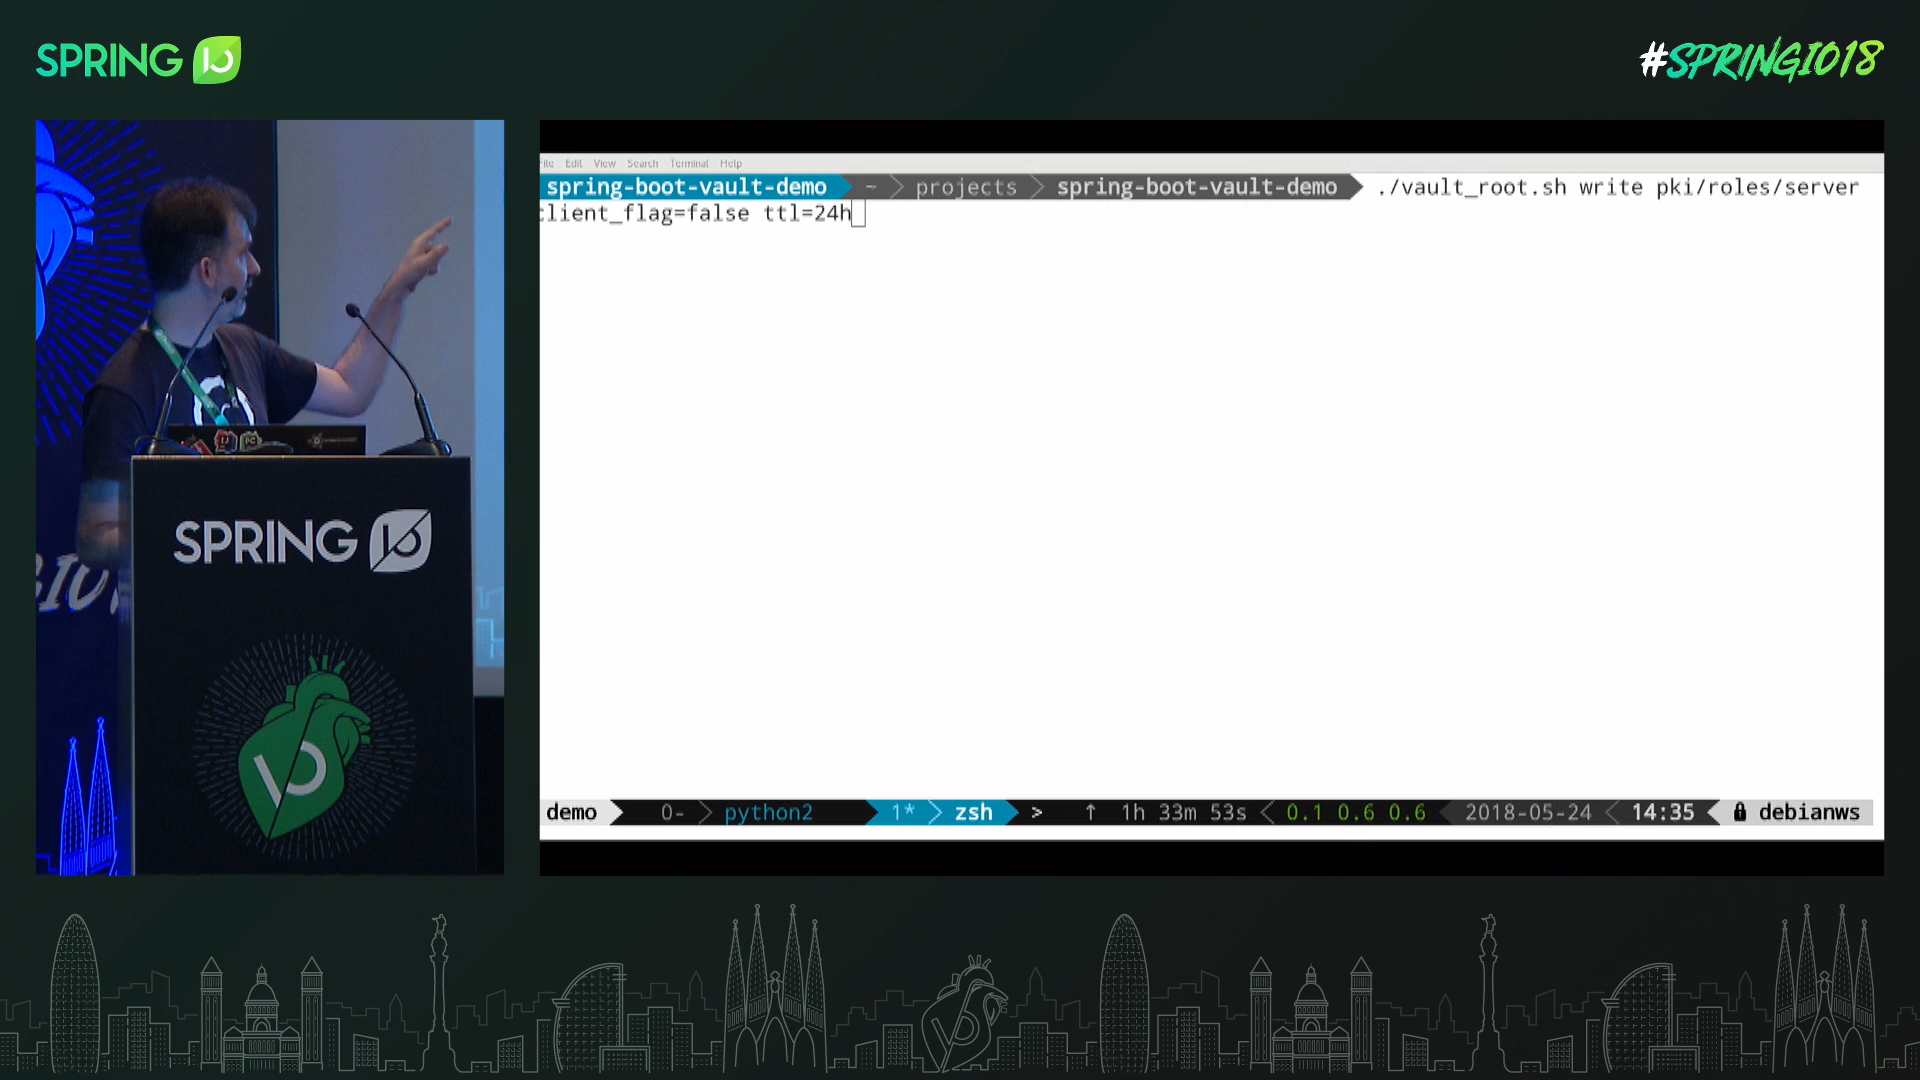 SPRING IO
#SPRINGIO18
File Edit View Search Terminal Help
spring-boot-vault-demo ~ projects spring-boot-vault-demo ./vault_root.sh write pki/roles/server
client_flag=false ttl=24h
IJ PC
SPRING IO
demo 0- python2 1* zsh > ↑ 1h 33m 53s 0.1 0.6 0.6 2018-05-24 14:35 debianws